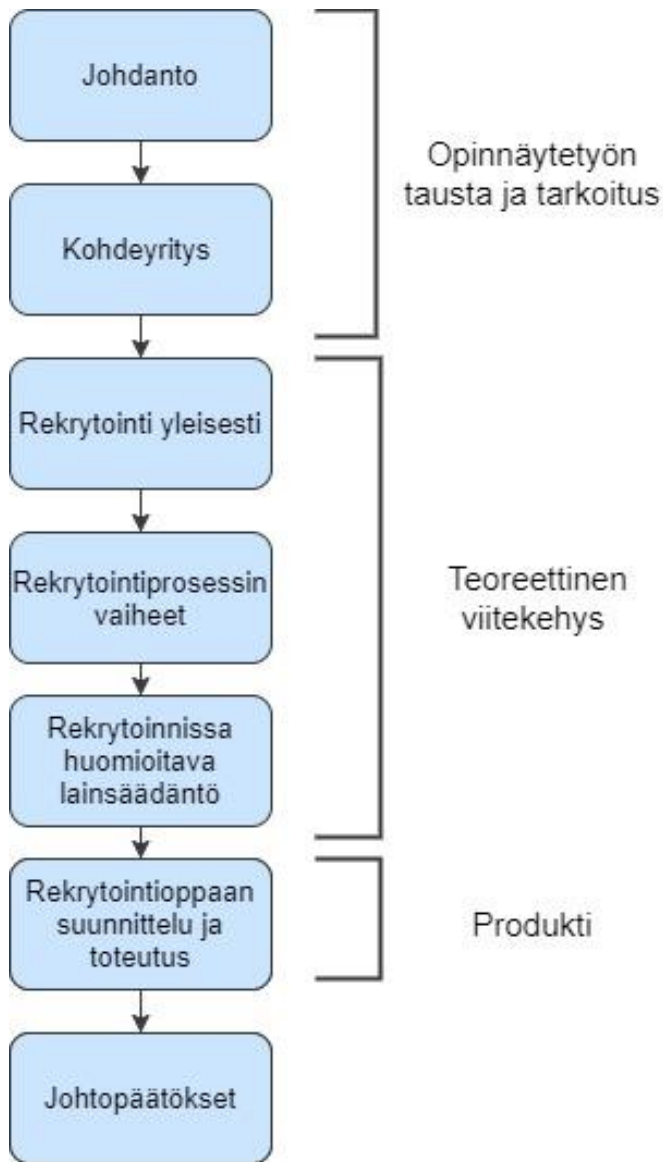 Johdanto
Opinnäytetyön
tausta ja tarkoitus
Kohdeyritys
Rekrytointi yleisesti
Rekrytointiprosessin
vaiheet
Teoreettinen
viitekehys
Rekrytoinnissa
huomioitava
lainsäädäntö
Rekrytointioppaan
suunnittelu ja
toteutus
Produkti
Johtopäätökset